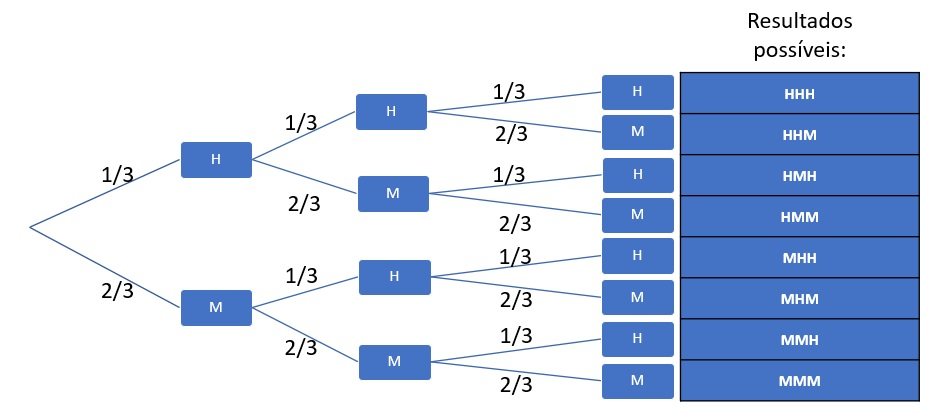 Resultados
possíveis:
1/3
H
HHH
1/3
H
2/3
M
HHM
1/3
H
2/3
M
1/3
H
HMH
2/3
M
HMM
2/3
M
1/3
H
1/3
H
MHH
2/3
M
MHM
2/3
M
1/3
H
MMH
2/3
M
MMM